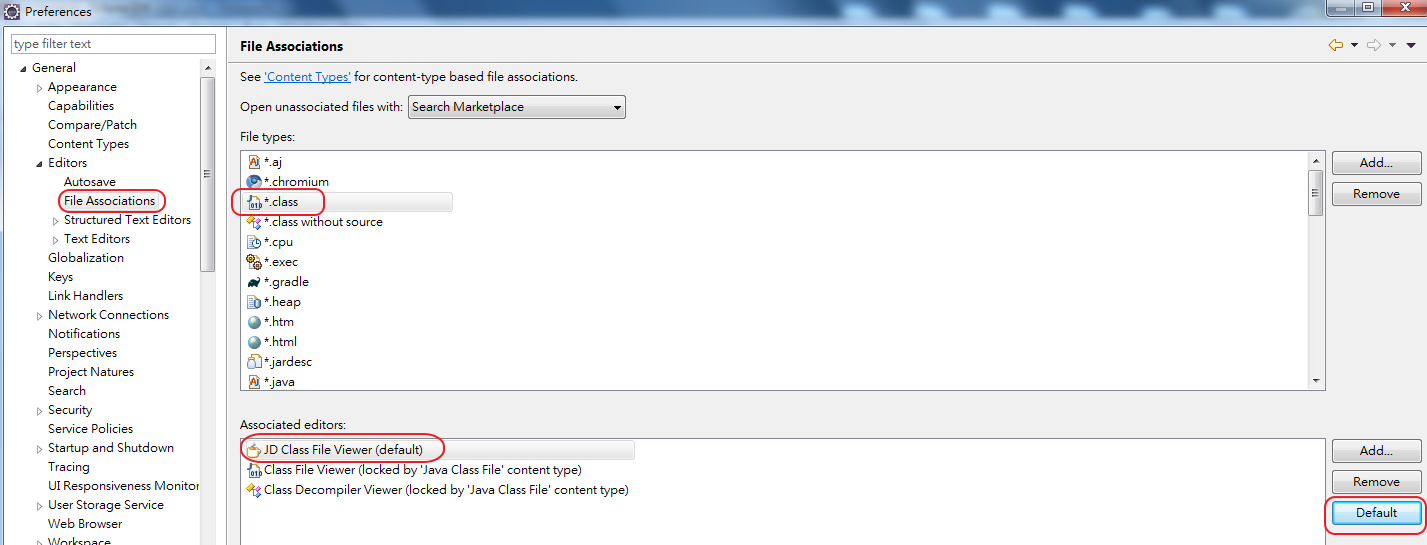 Preferences
type filter text
General
Appearance
Capabilities
Compare/Patch
Content Types
Editors
Autosave
File Associations
Structured Text Editors
Text Editors
Globalization
Keys
Link Handlers
Network Connections
Notifications
Perspectives
Project Natures
Search
Security
Service Policies
Startup and Shutdown
Tracing
UI Responsiveness Monitor
User Storage Service
Web Browser
Workspace
File Associations
See 'Content Types' for content-type based file associations.
Open unassociated files with: Search Marketplace
File types:
*.aj
*.chromium
*.class
*.class without source
*.cpu
*.exec
*.gradle
*.heap
*.htm
*.html
*.jardesc
*.java
Add...
Remove
Associated editors:
JD Class File Viewer (default)
Class File Viewer (locked by 'Java Class File' content type)
Class Decompiler Viewer (locked by 'Java Class File' content type)
Add...
Remove
Default